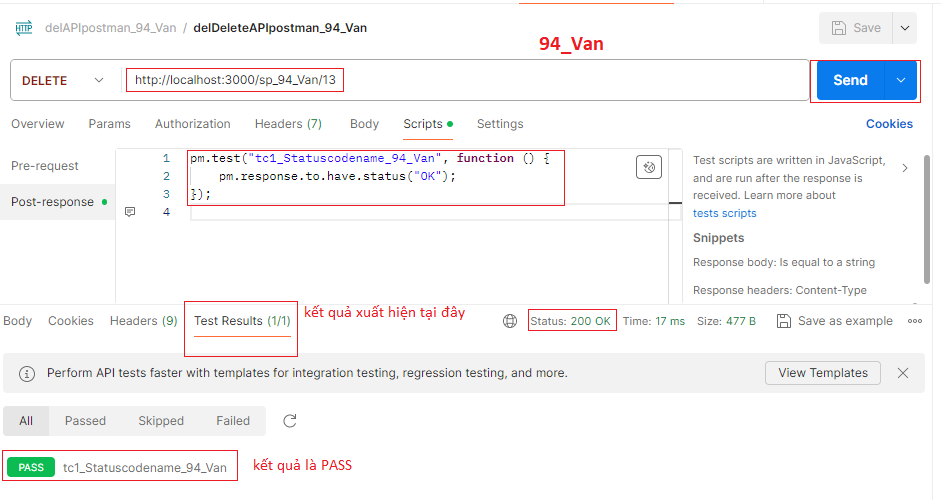 HTTP delAPIpostman_94_Van / delDeleteAPIpostman_94_Van Save
94_Van
DELETE http://localhost:3000/sp_94_Van/13 Send
Overview Params Authorization Headers (7) Body Scripts Settings Cookies
Pre-request
Post-response
1 pm.test("tc1_Statuscodename_94_Van", function () {
2 pm.response.to.have.status("OK");
3 });
4
Test scripts are written in JavaScript,
and are run after the response is
received. Learn more about
tests scripts
Snippets
Response body: Is equal to a string
Response headers: Content-Type
Body Cookies Headers (9) Test Results (1/1) kết quả xuất hiện tại đây Status: 200 OK Time: 17 ms Size: 477 B Save as example
Perform API tests faster with templates for integration testing, regression testing, and more. View Templates
All Passed Skipped Failed
PASS tc1_Statuscodename_94_Van kết quả là PASS